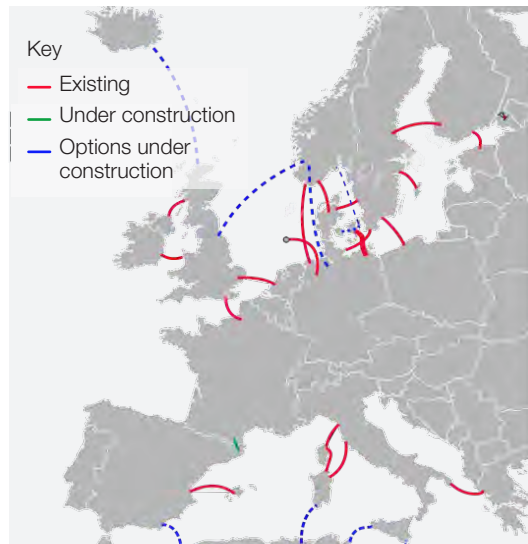 Key
Existing
Under construction
Options under
construction